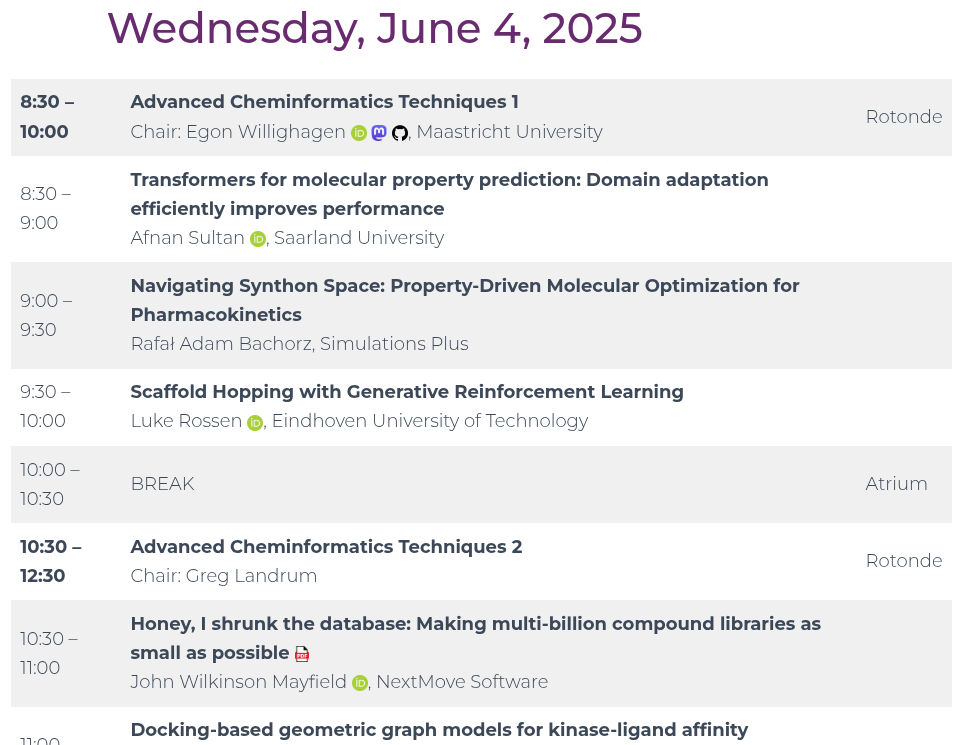 Wednesday, June 4, 2025
8:30 –
10:00
Advanced Cheminformatics Techniques 1
Chair: Egon Willighagen iD, Maastricht University
Rotonde
8:30 –
9:00
Transformers for molecular property prediction: Domain adaptation
efficiently improves performance
Afnan Sultan iD, Saarland University
9:00 –
9:30
Navigating Synthon Space: Property-Driven Molecular Optimization for
Pharmacokinetics
Rafał Adam Bachorz, Simulations Plus
9:30 –
10:00
Scaffold Hopping with Generative Reinforcement Learning
Luke Rossen iD, Eindhoven University of Technology
10:00 –
10:30
BREAK
Atrium
10:30 –
12:30
Advanced Cheminformatics Techniques 2
Chair: Greg Landrum
Rotonde
10:30 –
11:00
Honey, I shrunk the database: Making multi-billion compound libraries as
small as possible PDF
John Wilkinson Mayfield iD, NextMove Software
11:00
Docking-based geometric graph models for kinase-ligand affinity